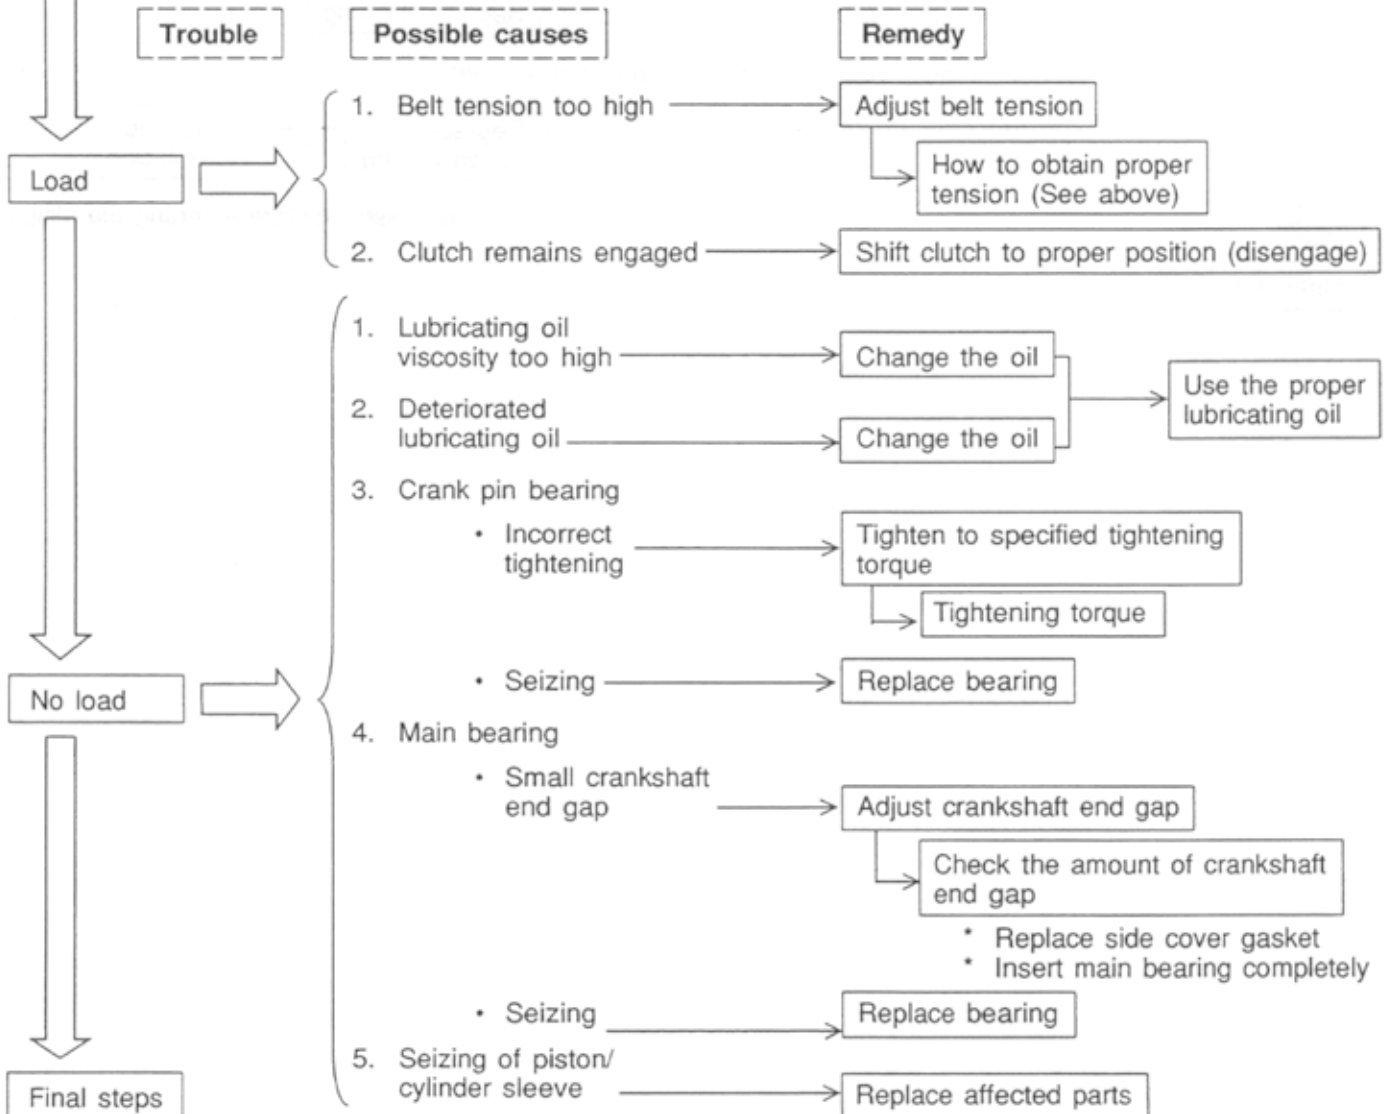 Trouble
Possible causes
Remedy
1. Belt tension too high
Adjust belt tension
How to obtain proper
tension (See above)
Load
2. Clutch remains engaged
Shift clutch to proper position (disengage)
1. Lubricating oil
viscosity too high
Change the oil
Use the proper
lubricating oil
2. Deteriorated
lubricating oil
Change the oil
3. Crank pin bearing
• Incorrect
tightening
Tighten to specified tightening
torque
Tightening torque
• Seizing
Replace bearing
No load
4. Main bearing
• Small crankshaft
end gap
Adjust crankshaft end gap
Check the amount of crankshaft
end gap
* Replace side cover gasket
* Insert main bearing completely
• Seizing
Replace bearing
5. Seizing of piston/
cylinder sleeve
Replace affected parts
Final steps